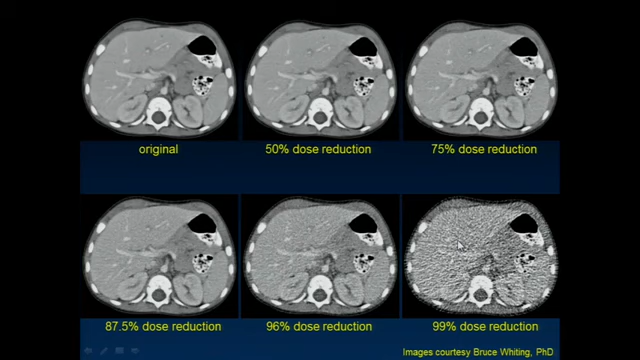 original
50% dose reduction
75% dose reduction
87.5% dose reduction
96% dose reduction
99% dose reduction
Images courtesy Bruce Whiting, PhD